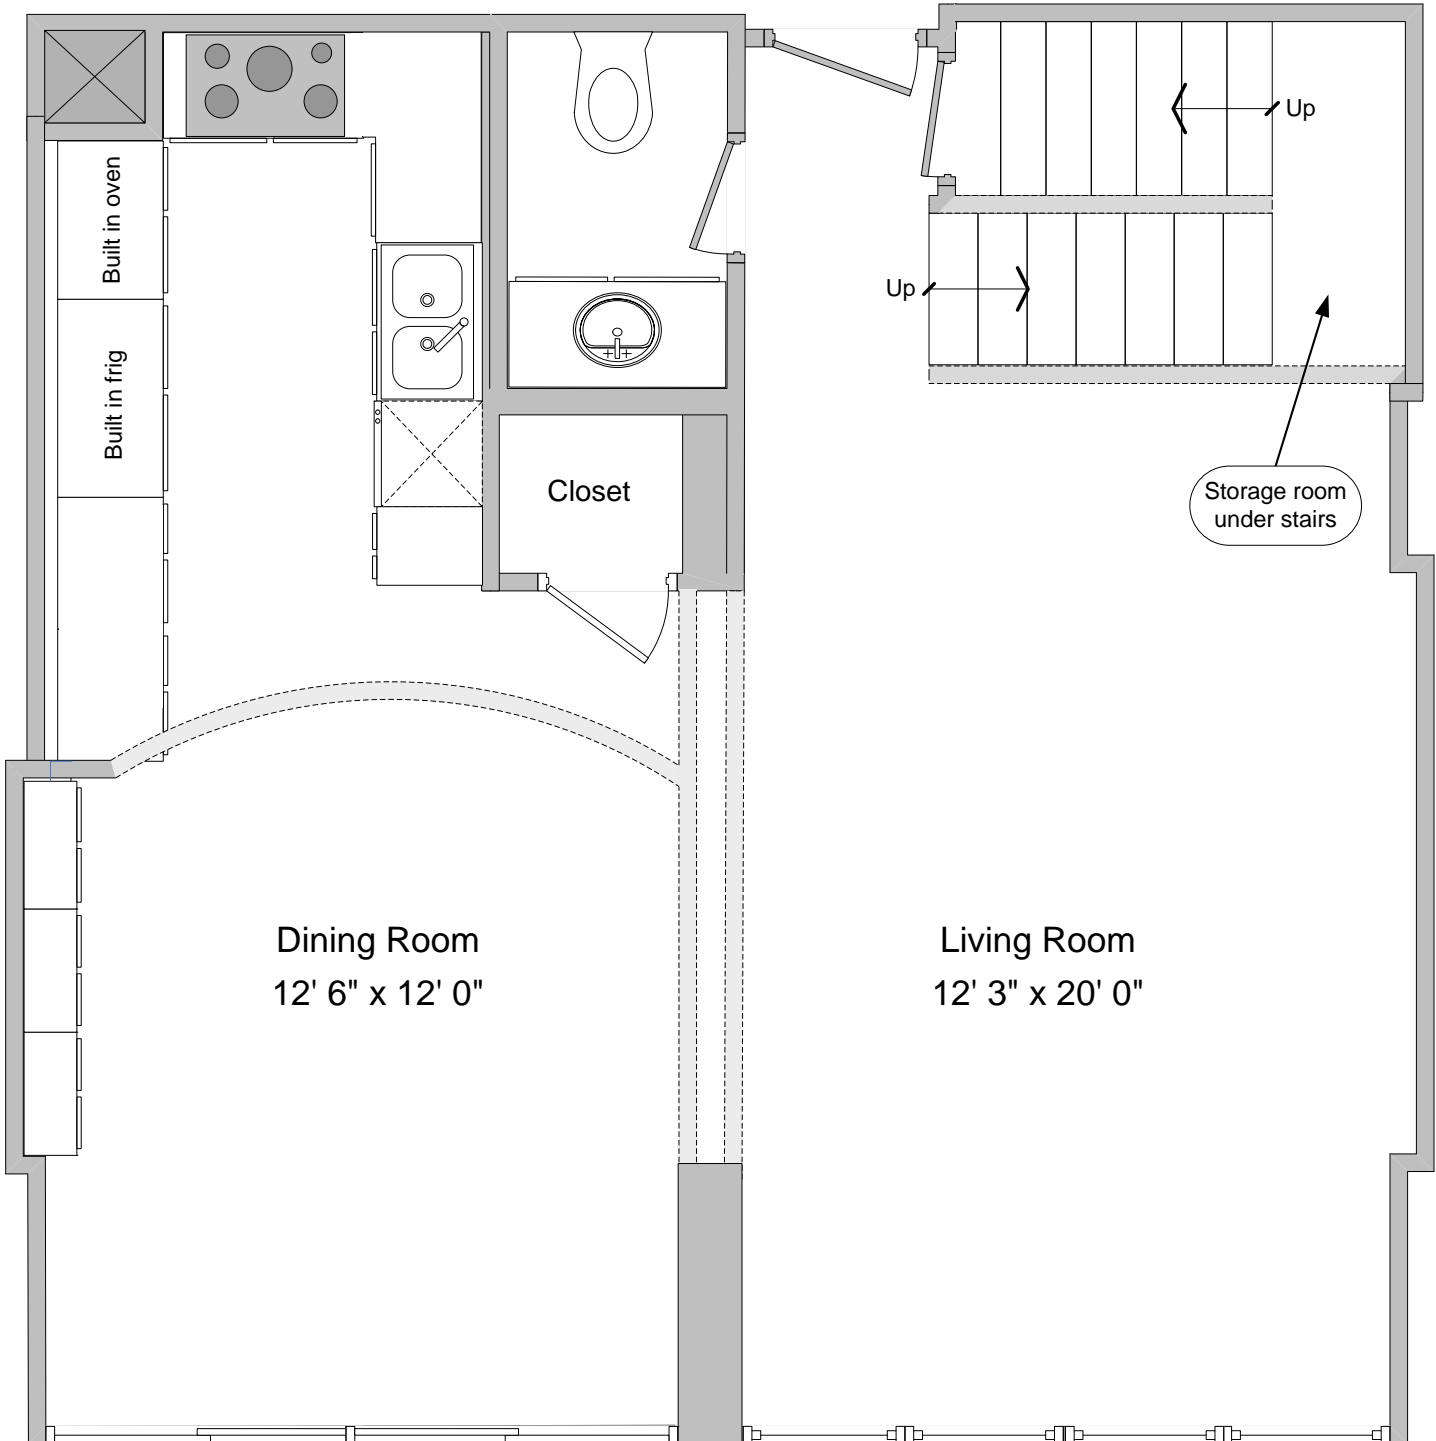 Up
Built in oven
Up
Built in frig
Closet
Storage room
under stairs
Dining Room
12' 6" x 12' 0"
Living Room
12' 3" x 20' 0"